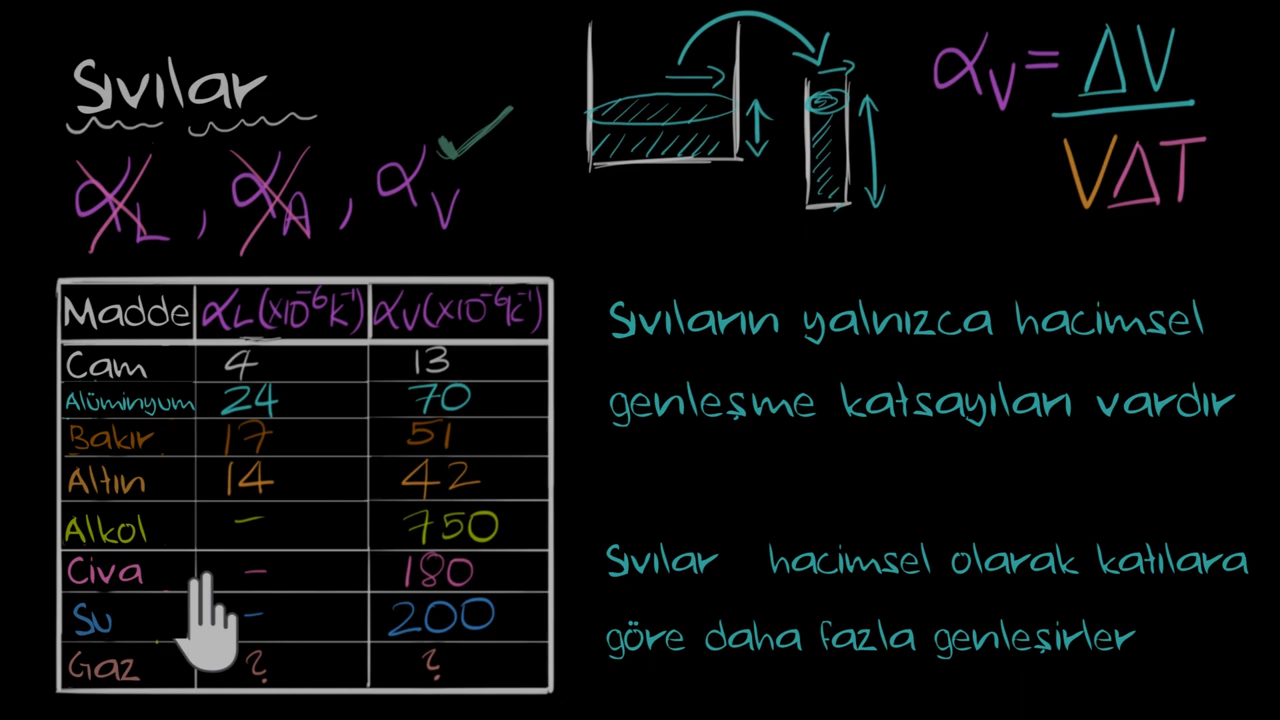 Sıvılar
αL, αA, αV
αV = ΔV / VΔT
Madde αL(x10⁻⁶K⁻¹) αV(x10⁻⁶K⁻¹)
Cam 4 13
Alüminyum 24 70
Bakır 17 51
Altın 14 42
Alkol - 750
Civa - 180
Su - 200
Gaz ? ?
Sıvıların yalnızca hacimsel
genleşme katsayıları vardır
Sıvılar hacimsel olarak katılara
göre daha fazla genleşirler